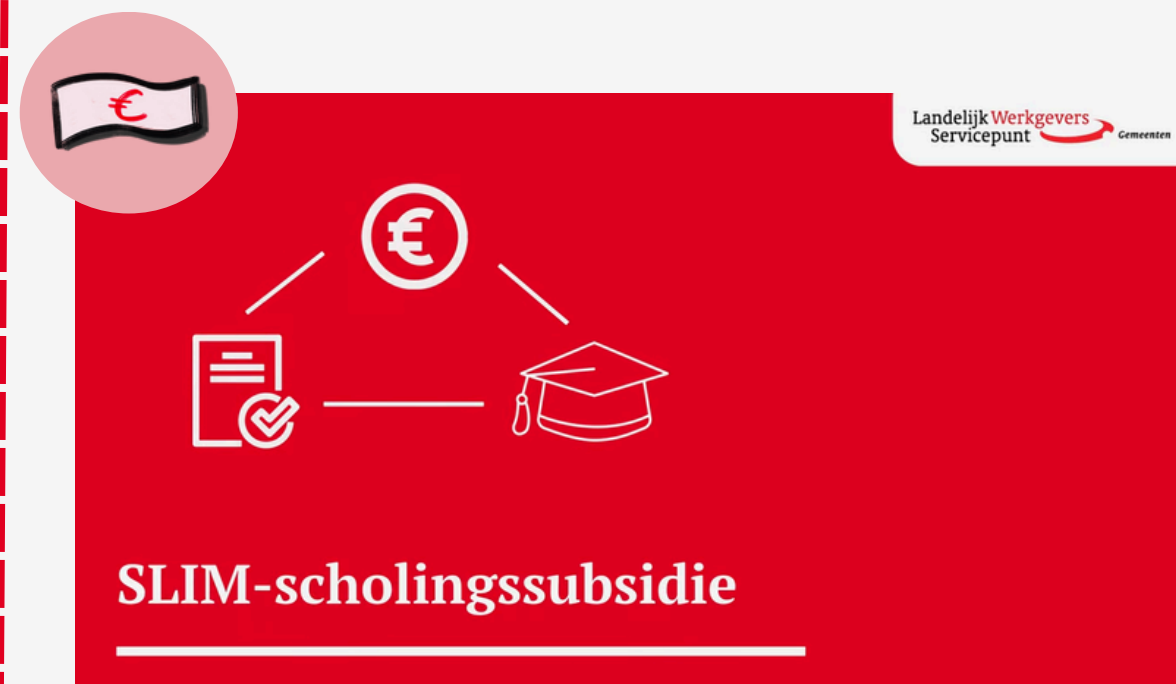 €
Landelijk Werkgevers
Servicepunt
Gemeenten
€
SLIM-scholingssubsidie